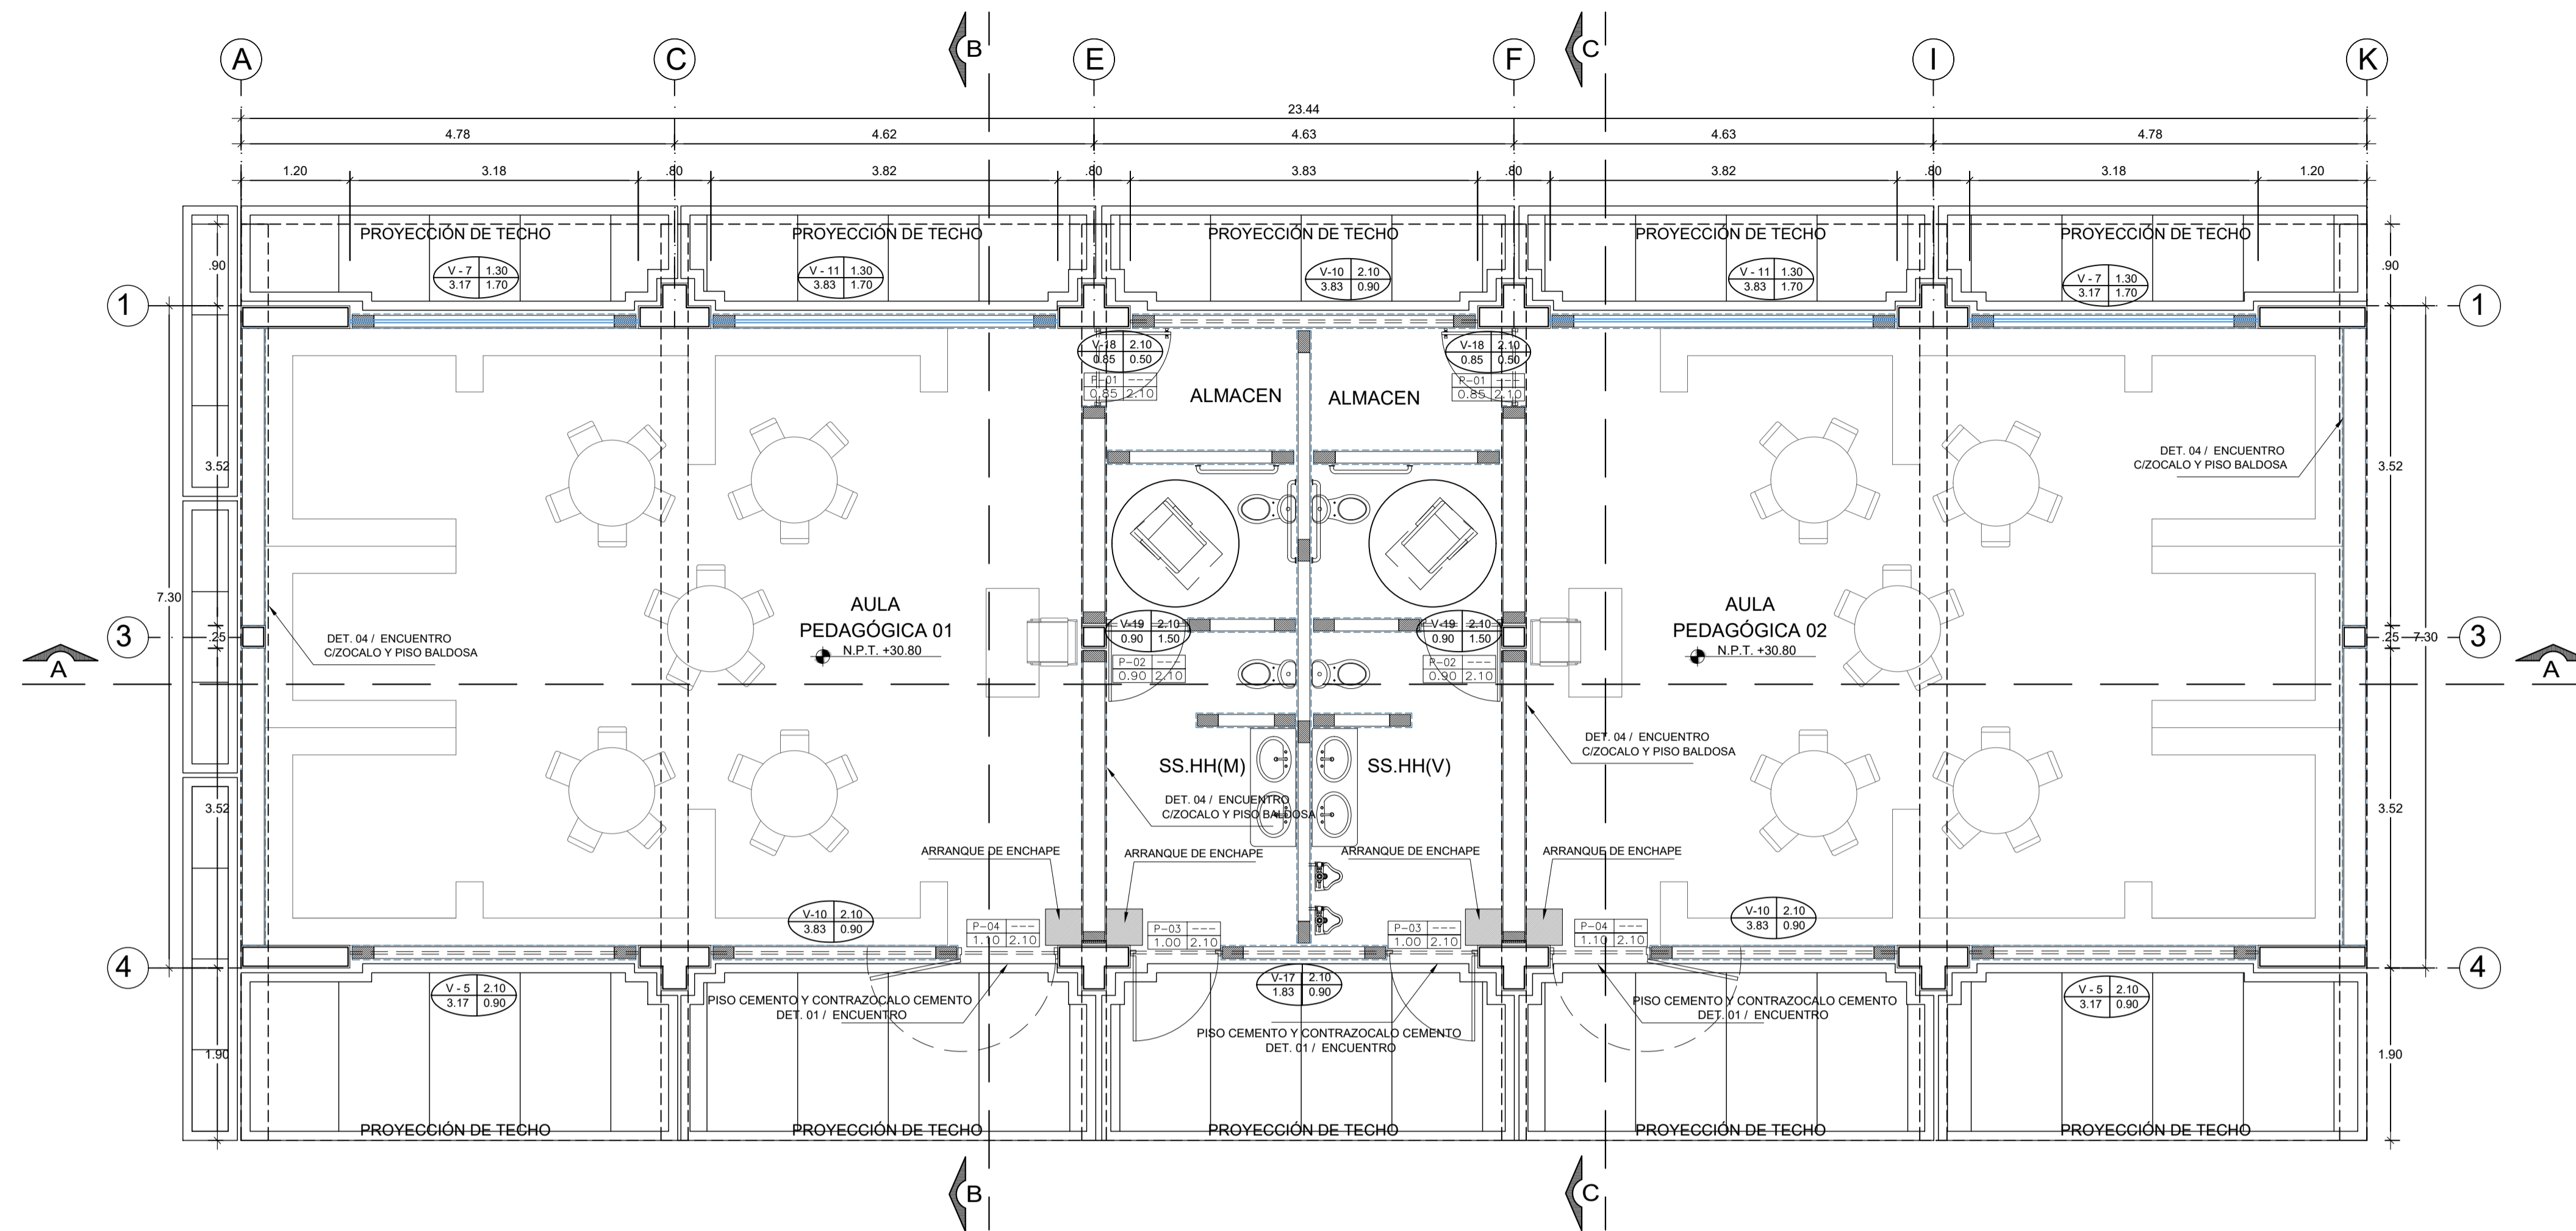 A
C
E
F
I
K
B
C
23.44
4.78
4.62
4.63
4.63
4.78
1.20
3.18
.80
3.82
.80
3.83
.80
3.82
.80
3.18
1.20
PROYECCIÓN DE TECHO
PROYECCIÓN DE TECHO
PROYECCIÓN DE TECHO
PROYECCIÓN DE TECHO
PROYECCIÓN DE TECHO
.90
.90
V - 7 1.30
3.17 1.70
V - 11 1.30
3.83 1.70
V-10 2.10
3.83 0.90
V - 11 1.30
3.83 1.70
V - 7 1.30
3.17 1.70
1
1
V-18 2.10
0.85 0.50
V-18 2.10
0.85 0.50
P-01 ---
0.85 2.10
P-01 ---
0.85 2.10
ALMACEN
ALMACEN
3.52
3.52
DET. 04 / ENCUENTRO
C/ZOCALO Y PISO BALDOSA
7.30
AULA
PEDAGÓGICA 01
N.P.T. +30.80
AULA
PEDAGÓGICA 02
N.P.T. +30.80
3
.25
.25
7.30
3
DET. 04 / ENCUENTRO
C/ZOCALO Y PISO BALDOSA
V-19 2.10
0.90 1.50
V-19 2.10
0.90 1.50
P-02 ---
0.90 2.10
P-02 ---
0.90 2.10
A
A
DET. 04 / ENCUENTRO
C/ZOCALO Y PISO BALDOSA
SS.HH(M)
SS.HH(V)
DET. 04 / ENCUENTRO
C/ZOCALO Y PISO BALDOSA
3.52
3.52
ARRANQUE DE ENCHAPE
ARRANQUE DE ENCHAPE
ARRANQUE DE ENCHAPE
ARRANQUE DE ENCHAPE
V-10 2.10
3.83 0.90
V-10 2.10
3.83 0.90
P-04 ---
1.10 2.10
P-03 ---
1.00 2.10
P-03 ---
1.00 2.10
P-04 ---
1.10 2.10
4
4
V - 5 2.10
3.17 0.90
V-17 2.10
1.83 0.90
V - 5 2.10
3.17 0.90
PISO CEMENTO Y CONTRAZOCALO CEMENTO
DET. 01 / ENCUENTRO
PISO CEMENTO Y CONTRAZOCALO CEMENTO
DET. 01 / ENCUENTRO
PISO CEMENTO Y CONTRAZOCALO CEMENTO
DET. 01 / ENCUENTRO
1.90
1.90
PROYECCIÓN DE TECHO
PROYECCIÓN DE TECHO
PROYECCIÓN DE TECHO
PROYECCIÓN DE TECHO
PROYECCIÓN DE TECHO
B
C